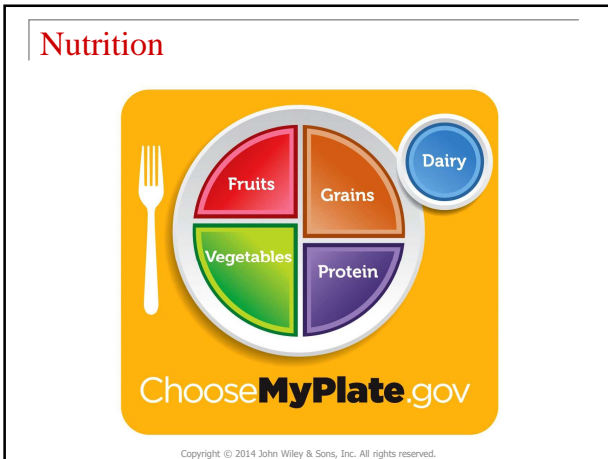 Nutrition
Dairy
Fruits
Grains
Vegetables
Protein
ChooseMyPlate.gov
Copyright © 2014 John Wiley & Sons, Inc. All rights reserved.